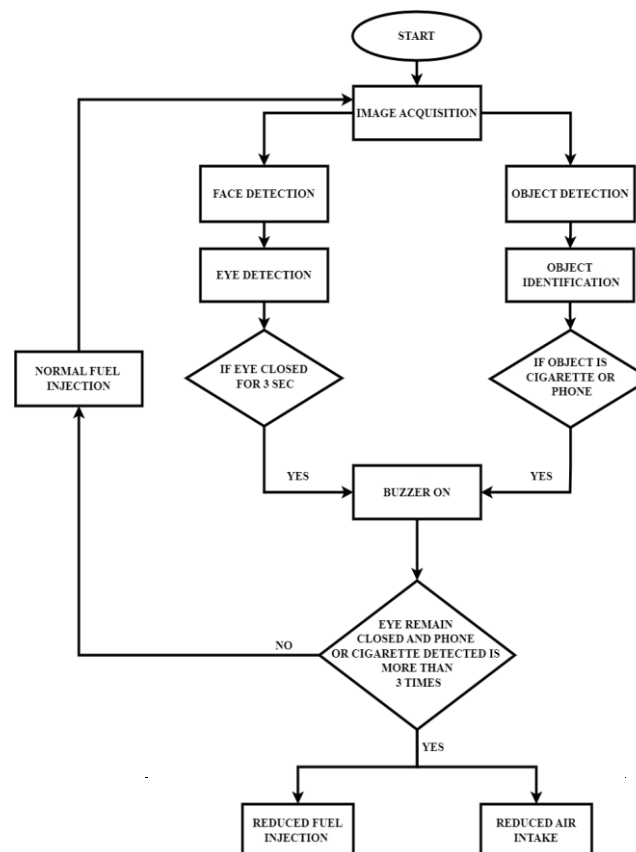 START
IMAGE ACQUISITION
FACE DETECTION
OBJECT DETECTION
EYE DETECTION
OBJECT
IDENTIFICATION
NORMAL FUEL
INJECTION
IF EYE CLOSED
FOR 3 SEC
IF OBJECT IS
CIGARETTE OR
PHONE
YES
YES
BUZZER ON
EYE REMAIN
CLOSED AND PHONE
OR CIGARETTE DETECTED IS
MORE THAN
3 TIMES
NO
YES
REDUCED FUEL
INJECTION
REDUCED AIR
INTAKE